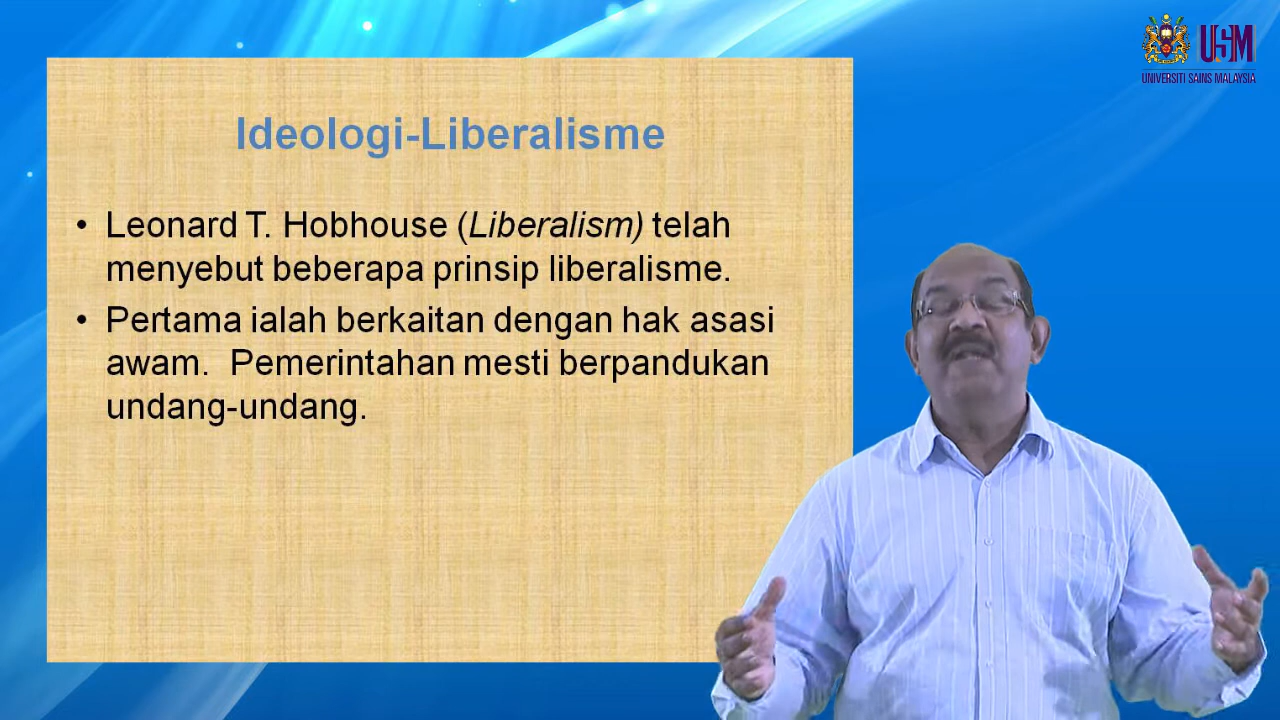 USM
UNIVERSITI SAINS MALAYSIA
Ideologi-Liberalisme
• Leonard T. Hobhouse (Liberalism) telah
menyebut beberapa prinsip liberalisme.
• Pertama ialah berkaitan dengan hak asasi
awam.  Pemerintahan mesti berpandukan
undang-undang.